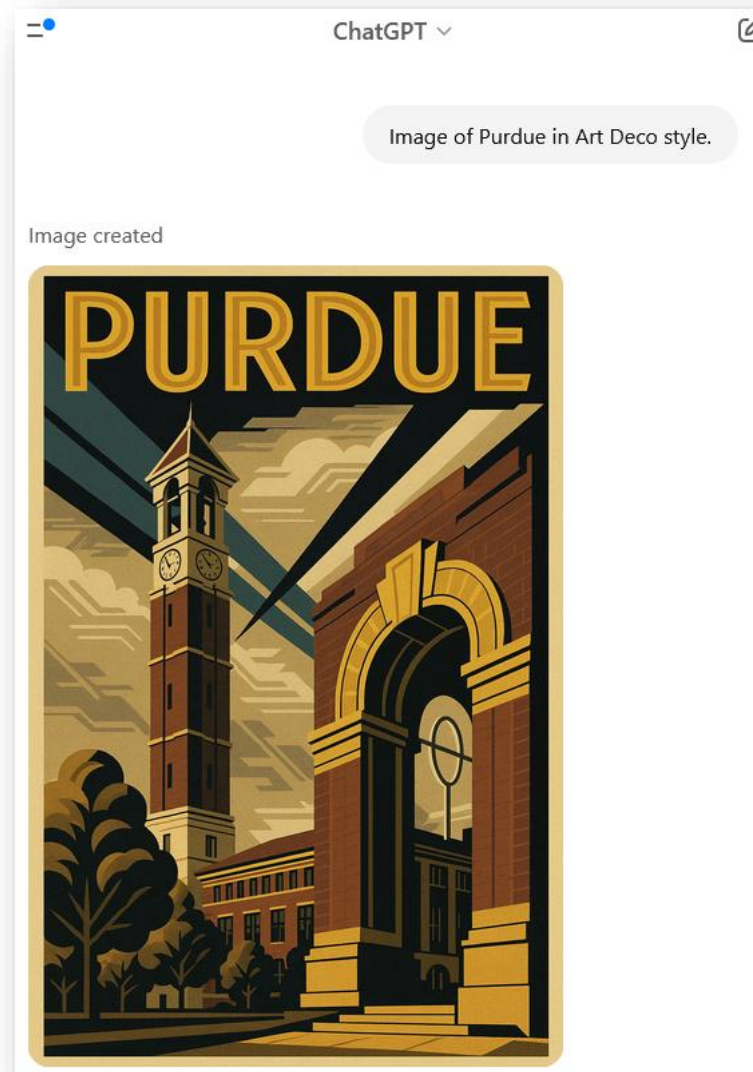 ChatGPT
Image of Purdue in Art Deco style.
Image created
PURDUE